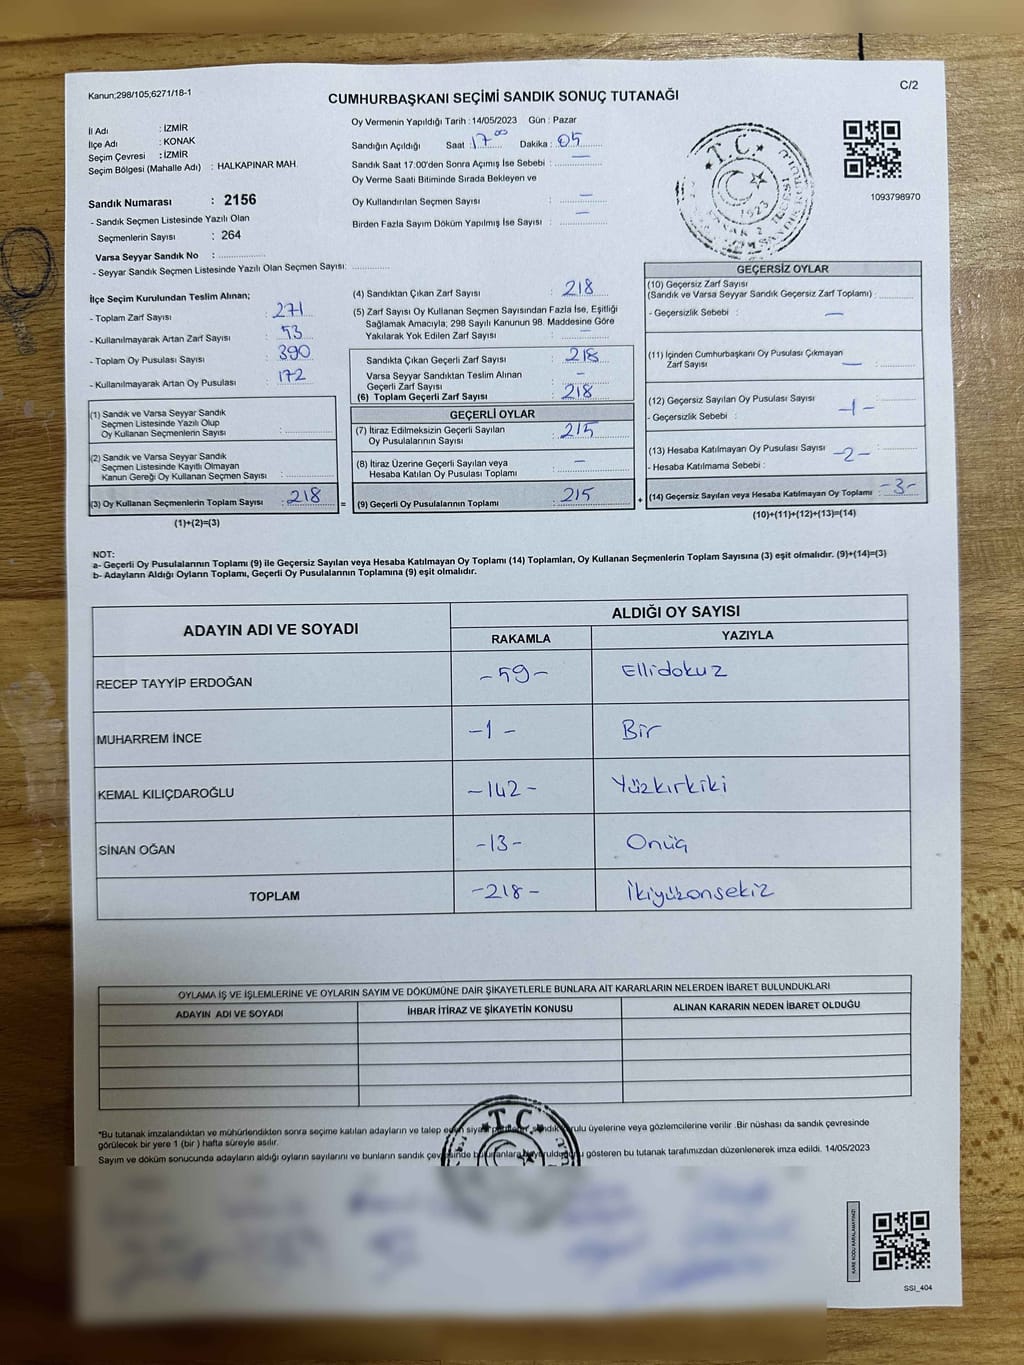 Kanun;298/105;6271/18-1
C/2
CUMHURBAŞKANI SEÇİMİ SANDIK SONUÇ TUTANAĞI
İl Adı : İZMİR
İlçe Adı : KONAK
Seçim Çevresi : İZMİR
Seçim Bölgesi (Mahalle Adı) : HALKAPINAR MAH.
Sandık Numarası : 2156
- Sandık Seçmen Listesinde Yazılı Olan
Seçmenlerin Sayısı : 264
Varsa Seyyar Sandık No :
- Seyyar Sandık Seçmen Listesinde Yazılı Olan Seçmen Sayısı:
Oy Vermenin Yapıldığı Tarih : 14/05/2023 Gün : Pazar
Sandığın Açıldığı Saat : 17 00 Dakika : 05
Sandık Saat 17:00'den Sonra Açımış İse Sebebi : —
Oy Verme Saati Bitiminde Sırada Bekleyen ve
Oy Kullandırılan Seçmen Sayısı : —
Birden Fazla Sayım Döküm Yapılmış İse Sayısı : —
T.C.
1923
1093798970
İlçe Seçim Kurulundan Teslim Alınan;
- Toplam Zarf Sayısı : 271
- Kullanılmayarak Artan Zarf Sayısı : 53
- Toplam Oy Pusulası Sayısı : 390
- Kullanılmayarak Artan Oy Pusulası : 172
(1) Sandık ve Varsa Seyyar Sandık
Seçmen Listesinde Yazılı Olup
Oy Kullanan Seçmenlerin Sayısı :
(2) Sandık ve Varsa Seyyar Sandık
Seçmen Listesinde Kayıtlı Olmayan
Kanun Gereği Oy Kullanan Seçmen Sayısı :
(3) Oy Kullanan Seçmenlerin Toplam Sayısı : 218 =
(1)+(2)=(3)
(4) Sandıktan Çıkan Zarf Sayısı : 218
(5) Zarf Sayısı Oy Kullanan Seçmen Sayısından Fazla İse, Eşitliği
Sağlamak Amacıyla; 298 Sayılı Kanunun 98. Maddesine Göre
Yakılarak Yok Edilen Zarf Sayısı : —
Sandıkta Çıkan Geçerli Zarf Sayısı : 218
Varsa Seyyar Sandıktan Teslim Alınan
Geçerli Zarf Sayısı : -
(6) Toplam Geçerli Zarf Sayısı : 218
GEÇERLİ OYLAR
(7) İtiraz Edilmeksizin Geçerli Sayılan
Oy Pusulalarının Sayısı : 215
(8) İtiraz Üzerine Geçerli Sayılan veya
Hesaba Katılan Oy Pusulası Toplamı : —
(9) Geçerli Oy Pusulalarının Toplamı : 215 +
GEÇERSİZ OYLAR
(10) Geçersiz Zarf Sayısı
(Sandık ve Varsa Seyyar Sandık Geçersiz Zarf Toplamı) :
- Geçersizlik Sebebi : —
(11) İçinden Cumhurbaşkanı Oy Pusulası Çıkmayan
Zarf Sayısı — :
(12) Geçersiz Sayılan Oy Pusulası Sayısı :
- Geçersizlik Sebebi : -1-
(13) Hesaba Katılmayan Oy Pusulası Sayısı -2- :
- Hesaba Katılmama Sebebi :
(14) Geçersiz Sayılan veya Hesaba Katılmayan Oy Toplamı : -3-
(10)+(11)+(12)+(13)=(14)
NOT:
a- Geçerli Oy Pusulalarının Toplamı (9) ile Geçersiz Sayılan veya Hesaba Katılmayan Oy Toplamı (14) Toplamları, Oy Kullanan Seçmenlerin Toplam Sayısına (3) eşit olmalıdır. (9)+(14)=(3)
b- Adayların Aldığı Oyların Toplamı, Geçerli Oy Pusulalarının Toplamına (9) eşit olmalıdır.
ADAYIN ADI VE SOYADI ALDIĞI OY SAYISI
RAKAMLA YAZIYLA
RECEP TAYYİP ERDOĞAN -59- Ellidokuz
MUHARREM İNCE -1- Bir
KEMAL KILIÇDAROĞLU -142- Yüzkırkiki
SİNAN OĞAN -13- Onüç
TOPLAM -218- İkiyüzonsekiz
OYLAMA İŞ VE İŞLEMLERİNE VE OYLARIN SAYIM VE DÖKÜMÜNE DAİR ŞİKAYETLERLE BUNLARA AİT KARARLARIN NELERDEN İBARET BULUNDUKLARI
ADAYIN ADI VE SOYADI İHBAR İTİRAZ VE ŞİKAYETİN KONUSU ALINAN KARARIN NEDEN İBARET OLDUĞU
*Bu tutanak imzalandıktan ve mühürlendikten sonra seçime katılan adayların ve talep eden siyasi sandık kurulu üyelerine veya gözlemcilerine verilir .Bir nüshası da sandık çevresinde
görülecek bir yere 1 (bir ) hafta süreyle asılır.
Sayım ve döküm sonucunda adayların aldığı oyların sayılarını ve bunların sandık çevresinde gösteren bu tutanak tarafımızdan düzenlenerek imza edildi. 14/05/2023
T.C.
KARE KODU KARALAMAYINIZ!
SSI_404